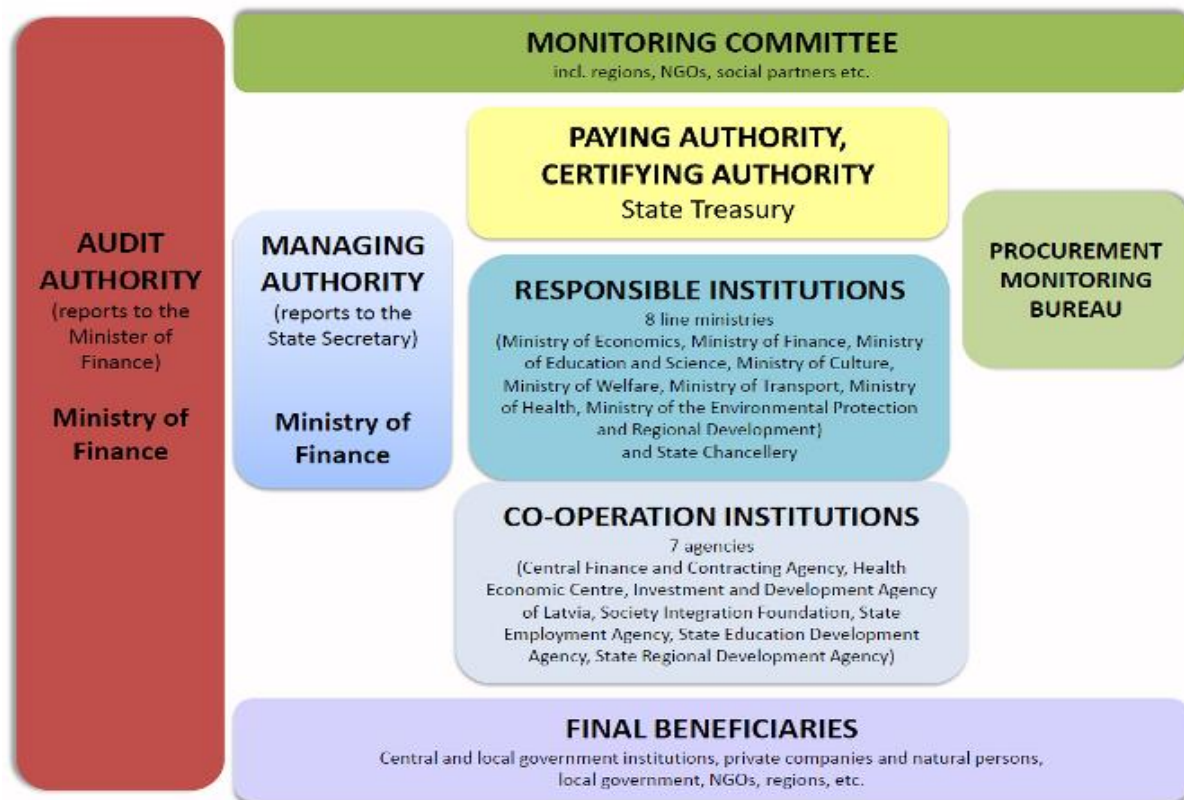 MONITORING COMMITTEE
incl. regions, NGOs, social partners etc.
AUDIT
AUTHORITY
(reports to the
Minister of
Finance)
Ministry of
Finance
MANAGING
AUTHORITY
(reports to the
State Secretary)
Ministry of
Finance
PAYING AUTHORITY,
CERTIFYING AUTHORITY
State Treasury
RESPONSIBLE INSTITUTIONS
8 line ministries
(Ministry of Economics, Ministry of Finance, Ministry
of Education and Science, Ministry of Culture,
Ministry of Welfare, Ministry of Transport, Ministry
of Health, Ministry of the Environmental Protection
and Regional Development)
and State Chancellery
PROCUREMENT
MONITORING
BUREAU
CO-OPERATION INSTITUTIONS
7 agencies
(Central Finance and Contracting Agency, Health
Economic Centre, Investment and Development Agency
of Latvia, Society Integration Foundation, State
Employment Agency, State Education Development
Agency, State Regional Development Agency)
FINAL BENEFICIARIES
Central and local government institutions, private companies and natural persons,
local government, NGOs, regions, etc.